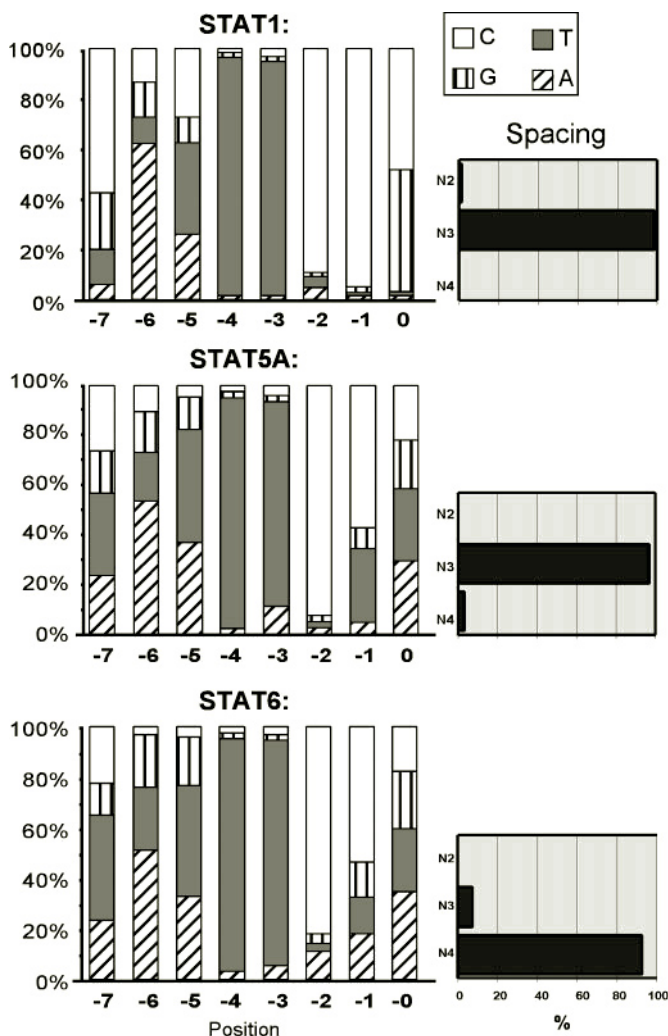 STAT1:
C T
G A
100%
80%
60%
40%
20%
0%
-7 -6 -5 -4 -3 -2 -1 0
Spacing
N2
N3
N4
STAT5A:
100%
80%
60%
40%
20%
0%
-7 -6 -5 -4 -3 -2 -1 0
N2
N3
N4
STAT6:
100%
80%
60%
40%
20%
0%
-7 -6 -5 -4 -3 -2 -1 -0
Position
N2
N3
N4
0 20 40 60 80 100
%